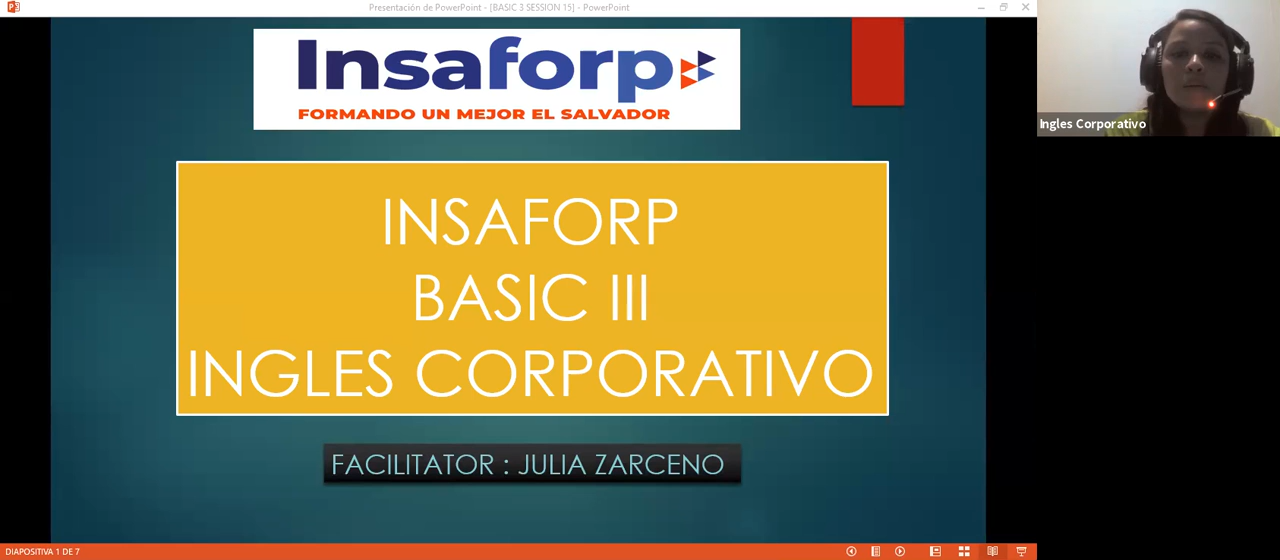 Presentación de PowerPoint - [BASIC 3 SESSION 15] - PowerPoint
Insaforp
FORMANDO UN MEJOR EL SALVADOR
Ingles Corporativo
INSAFORP
BASIC III
INGLES CORPORATIVO
FACILITATOR : JULIA ZARCENO
DIAPOSITIVA 1 DE 7